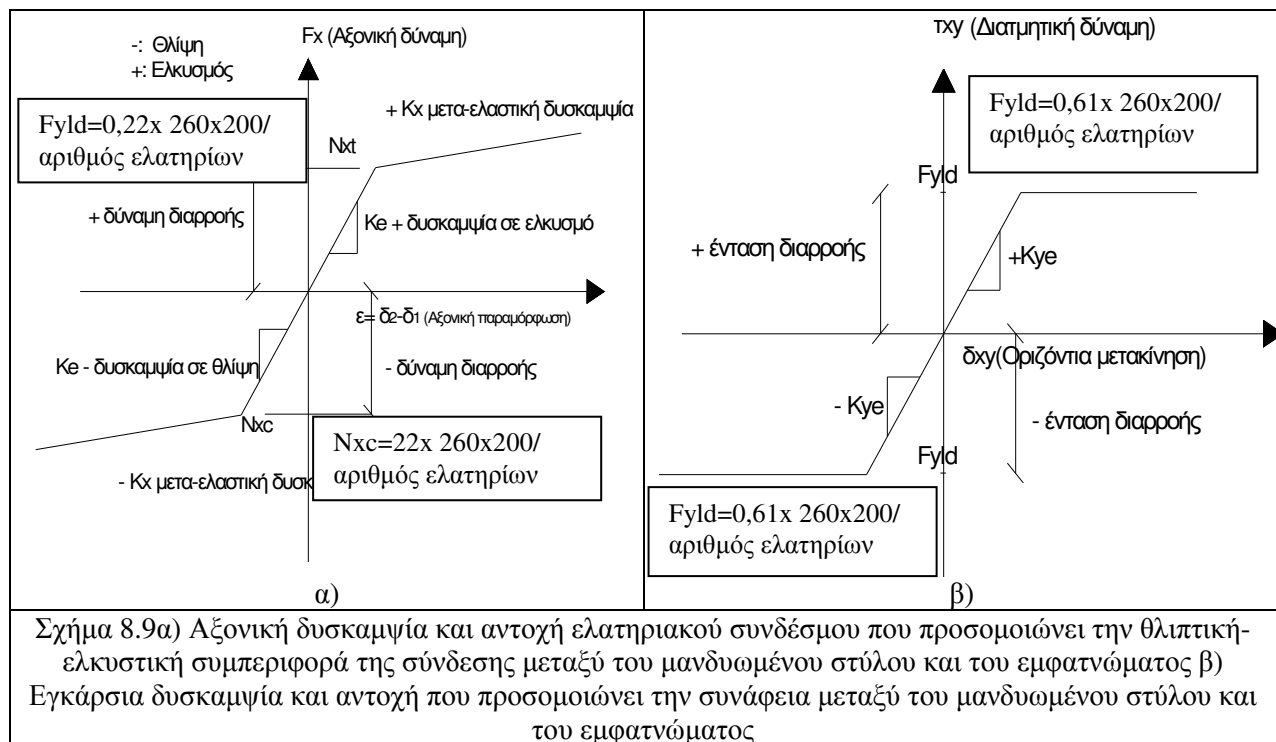 Fx (Αξονική δύναμη)
-: Θλίψη
+: Ελκυσμός
Fyld=0,22x 260x200/
αριθμός ελατηρίων
+ Kx μετα-ελαστική δυσκαμψία
Nxt
+ δύναμη διαρροής
Ke + δυσκαμψία σε ελκυσμό
ε= δ2-δ1 (Αξονική παραμόρφωση)
Ke - δυσκαμψία σε θλίψη
- δύναμη διαρροής
Nxc
Nxc=22x 260x200/
αριθμός ελατηρίων
- Kx μετα-ελαστική δυσκ
α)
τxy (Διατμητική δύναμη)
Fyld=0,61x 260x200/
αριθμός ελατηρίων
Fyld
+ ένταση διαρροής
+Kye
δxy(Οριζόντια μετακίνηση)
- Kye
- ένταση διαρροής
Fyld
Fyld=0,61x 260x200/
αριθμός ελατηρίων
β)
Σχήμα 8.9α) Αξονική δυσκαμψία και αντοχή ελατηριακού συνδέσμου που προσομοιώνει την θλιπτική-
ελκυστική συμπεριφορά της σύνδεσης μεταξύ του μανδυωμένου στύλου και του εμφατνώματος β)
Εγκάρσια δυσκαμψία και αντοχή που προσομοιώνει την συνάφεια μεταξύ του μανδυωμένου στύλου και
του εμφατνώματος